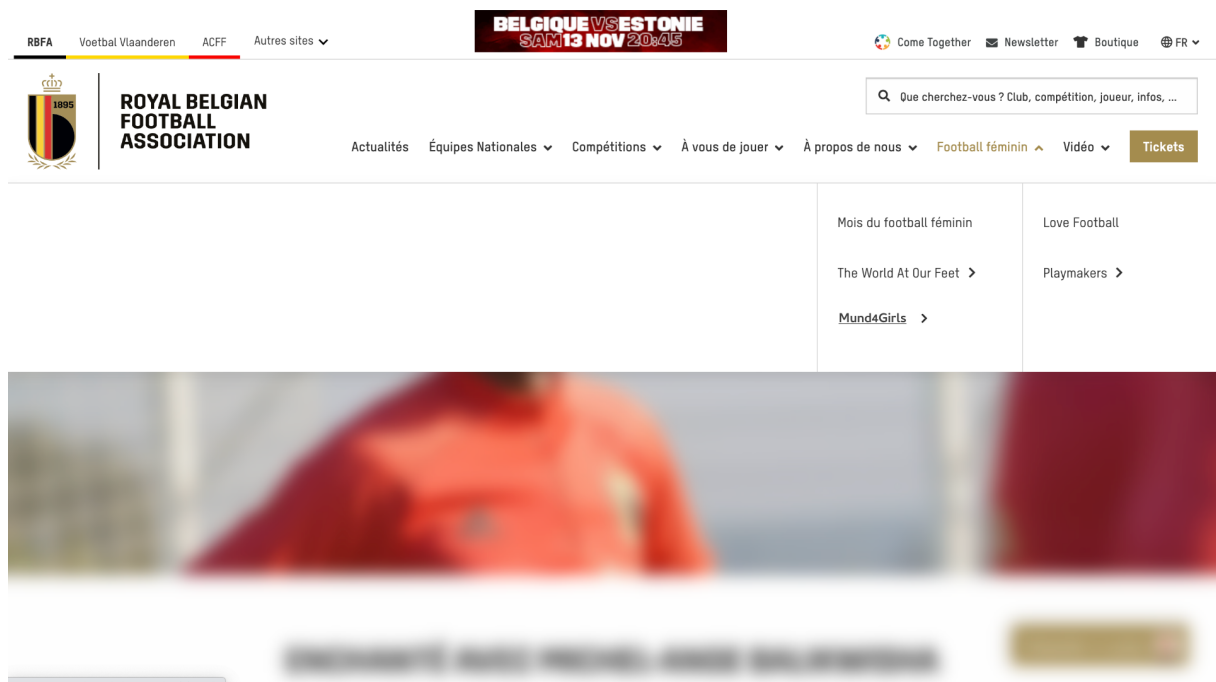 RBFA Voetbal Vlaanderen ACFF Autres sites
BELGIQUE VS ESTONIE
SAM 13 NOV 20:45
Come Together Newsletter Boutique FR
1895
ROYAL BELGIAN
FOOTBALL
ASSOCIATION
Que cherchez-vous ? Club, compétition, joueur, infos, ...
Actualités Équipes Nationales Compétitions À vous de jouer À propos de nous Football féminin Vidéo Tickets
Mois du football féminin
The World At Our Feet
Mund4Girls
Love Football
Playmakers